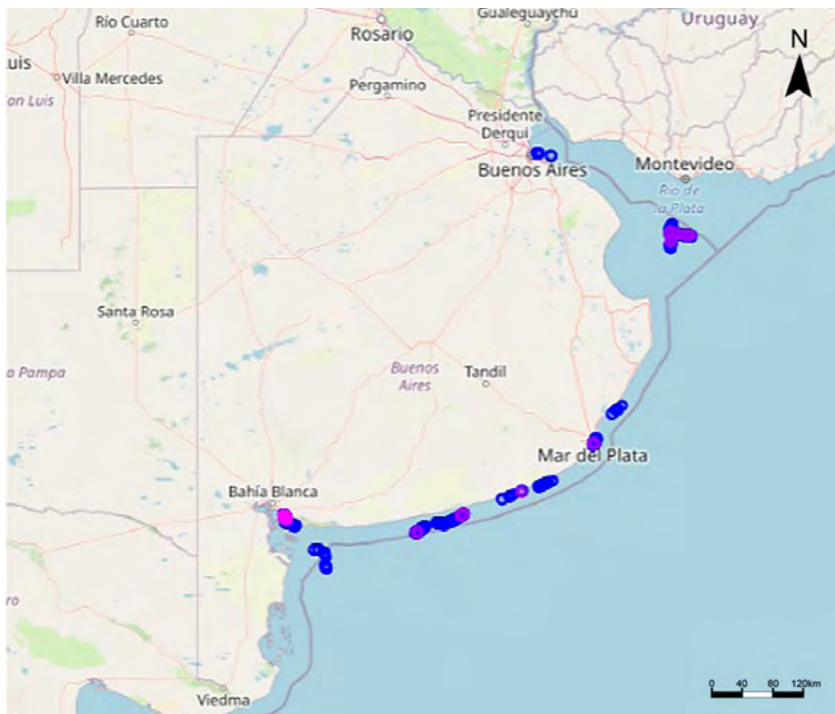 Gualeguaychú
Uruguay
Río Cuarto
Rosario
N
uis
Villa Mercedes
San Luis
Pergamino
Presidente
Derqui
Buenos Aires
Montevideo
Río de
la Plata
Santa Rosa
a Pampa
Buenos
Aires
Tandil
Mar del Plata
Bahía Blanca
ro
Viedma
0 40 80 120km